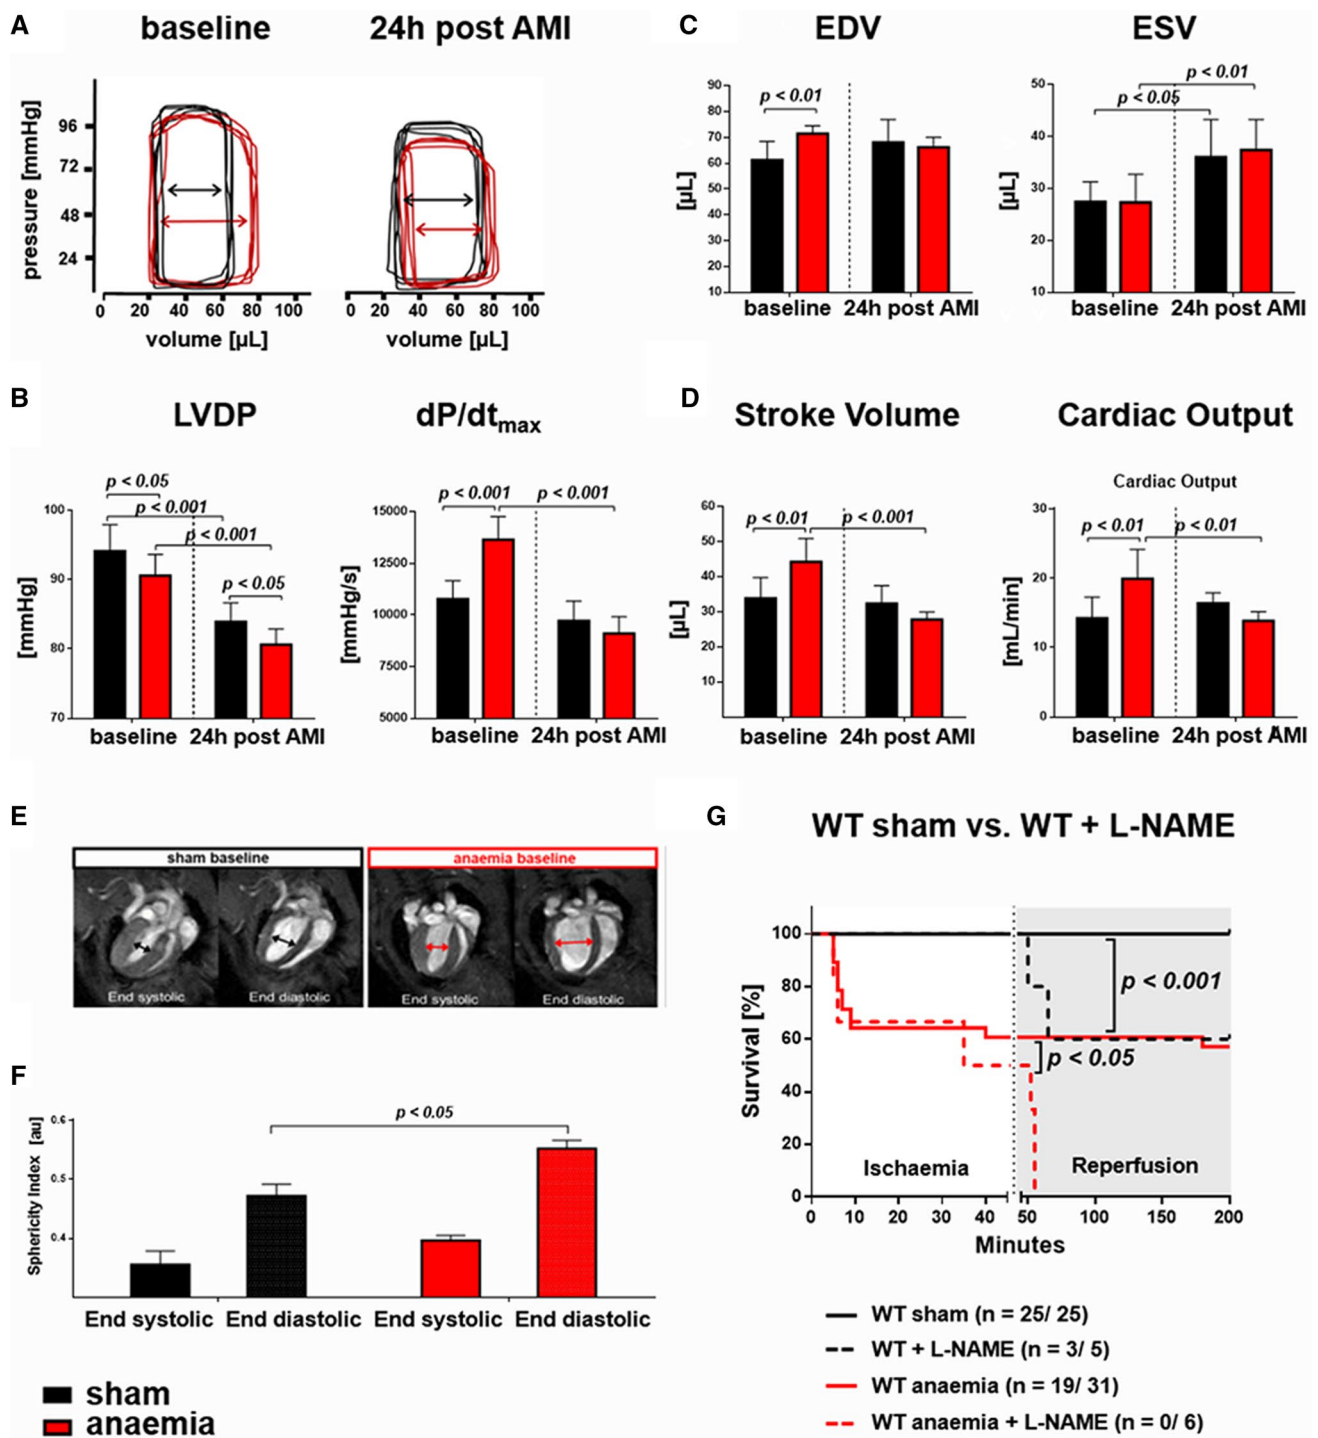 A
baseline
24h post AMI
pressure [mmHg]
96
72
48
24
0 20 40 60 80 100
0 20 40 60 80 100
volume [µL]
volume [µL]
C
EDV
ESV
[µL]
90
80
70
60
50
40
30
20
10
p < 0.01
baseline
24h post AMI
[µL]
50
40
30
20
10
p < 0.01
p < 0.05
baseline
24h post AMI
B
LVDP
dP/dtmax
[mmHg]
100
90
80
70
p < 0.05
p < 0.001
p < 0.001
p < 0.05
baseline
24h post AMI
[mmHg/s]
15000
12500
10000
7500
5000
p < 0.001
p < 0.001
baseline
24h post AMI
D
Stroke Volume
Cardiac Output
[µL]
60
50
40
30
20
10
p < 0.01
p < 0.001
baseline
24h post AMI
Cardiac Output
[mL/min]
30
20
10
0
p < 0.01
p < 0.01
baseline
24h post AMI
E
sham baseline
anaemia baseline
End systolic
End diastolic
End systolic
End diastolic
F
Sphericity Index [au]
0.6
0.5
0.4
p < 0.05
End systolic
End diastolic
End systolic
End diastolic
sham
anaemia
G
WT sham vs. WT + L-NAME
Survival [%]
100
80
60
40
20
0
p < 0.001
p < 0.05
Ischaemia
Reperfusion
0 10 20 30 40 50 100 150 200
Minutes
WT sham (n = 25/ 25)
WT + L-NAME (n = 3/ 5)
WT anaemia (n = 19/ 31)
WT anaemia + L-NAME (n = 0/ 6)